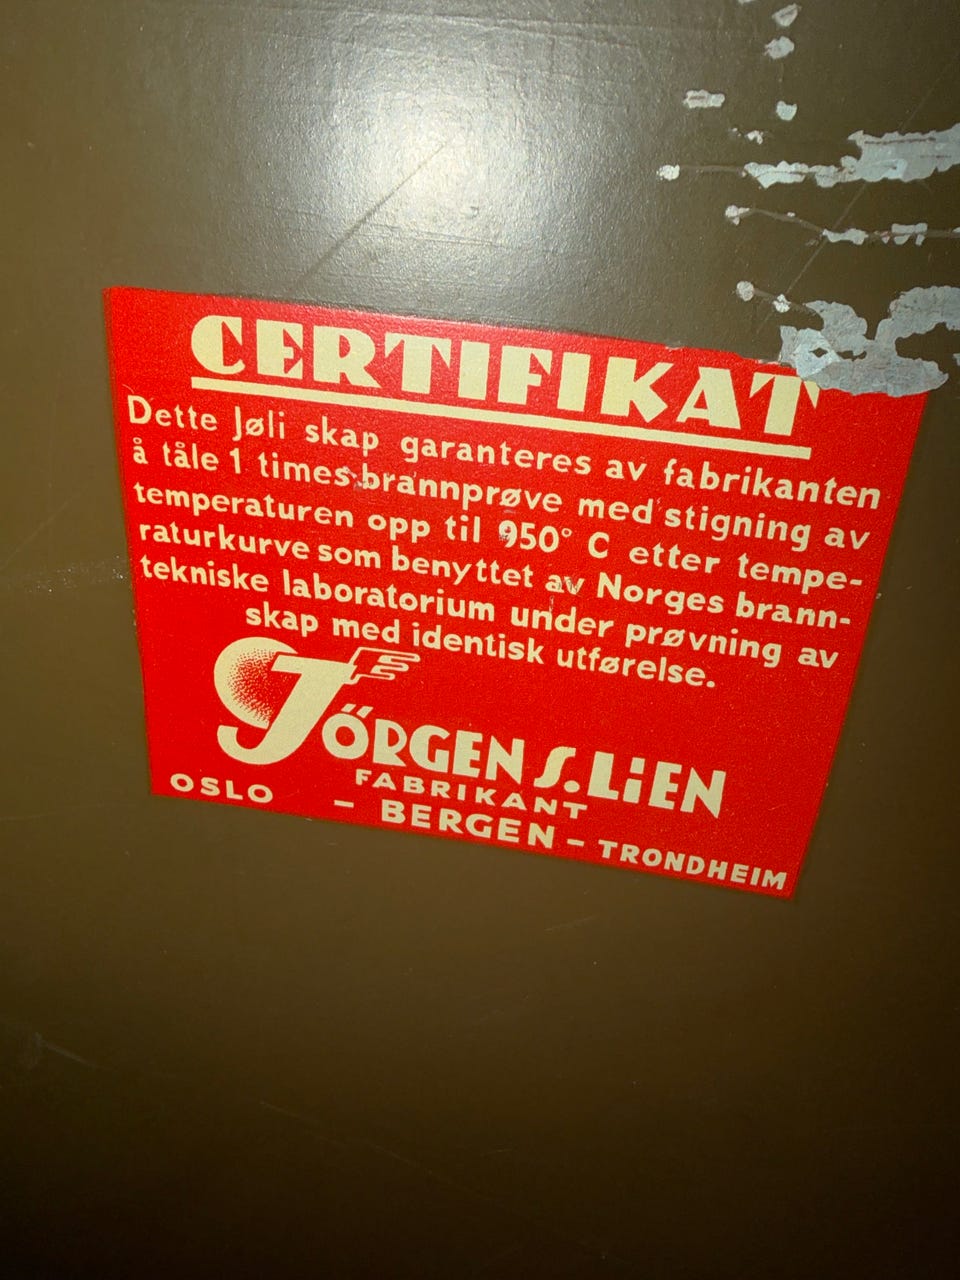 CERTIFIKAT
Dette Jøli skap garanteres av fabrikanten
å tåle 1 times brannprøve med stigning av
temperaturen opp til 950° C etter tempe-
raturkurve som benyttet av Norges brann-
tekniske laboratorium under prøvning av
skap med identisk utførelse.
JÖRGEN S. LiEN
FABRIKANT
OSLO – BERGEN – TRONDHEIM